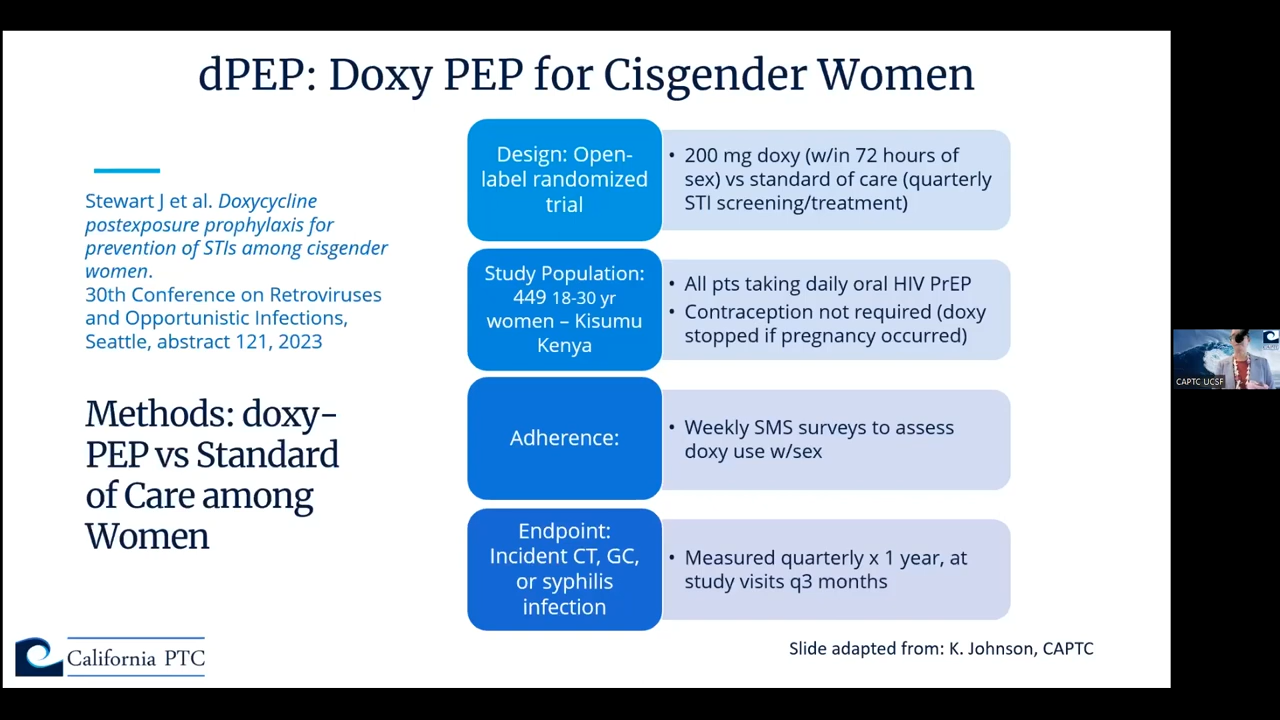 dPEP: Doxy PEP for Cisgender Women
Stewart J et al. Doxycycline
postexposure prophylaxis for
prevention of STIs among cisgender
women.
30th Conference on Retroviruses
and Opportunistic Infections,
Seattle, abstract 121, 2023
Methods: doxy-
PEP vs Standard
of Care among
Women
Design: Open-
label randomized
trial
• 200 mg doxy (w/in 72 hours of
sex) vs standard of care (quarterly
STI screening/treatment)
Study Population:
449 18-30 yr
women – Kisumu
Kenya
• All pts taking daily oral HIV PrEP
• Contraception not required (doxy
stopped if pregnancy occurred)
Adherence:
• Weekly SMS surveys to assess
doxy use w/sex
Endpoint:
Incident CT, GC,
or syphilis
infection
• Measured quarterly x 1 year, at
study visits q3 months
California PTC
Slide adapted from: K. Johnson, CAPTC
CAPTC UCSF